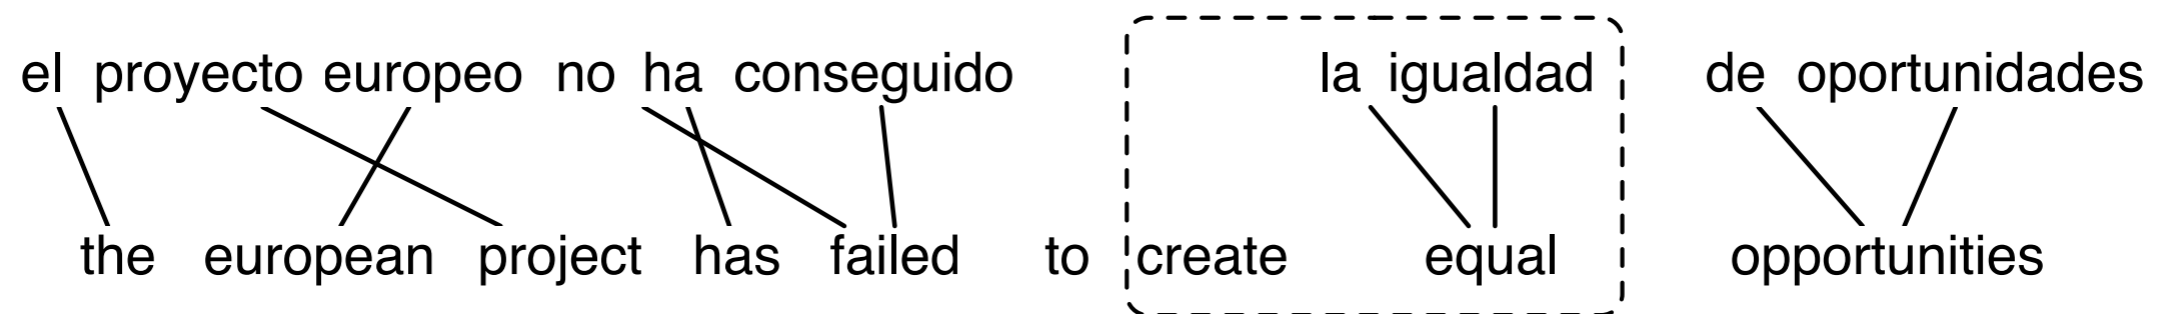 el proyecto europeo no ha conseguido la igualdad de oportunidades
the european project has failed to create equal opportunities